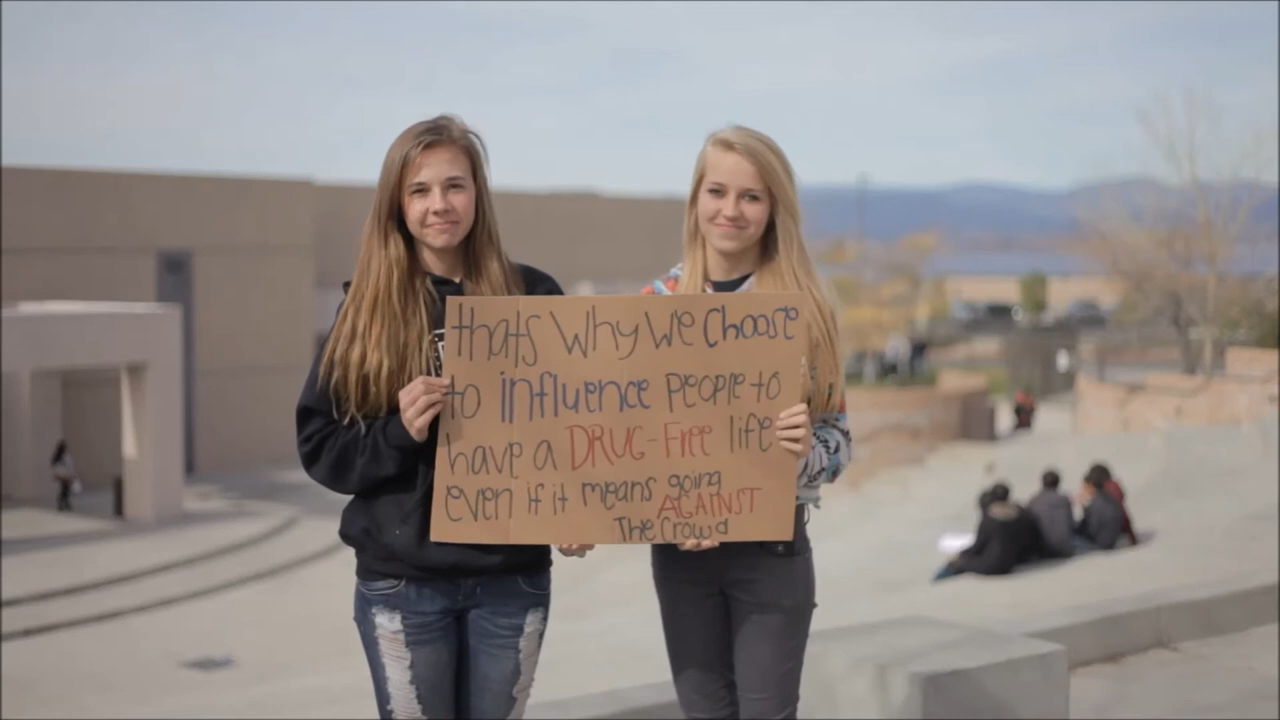 thats why we choose
to influence people to
have a DRUG-Free life
even if it means going
AGAINST
The Crowd